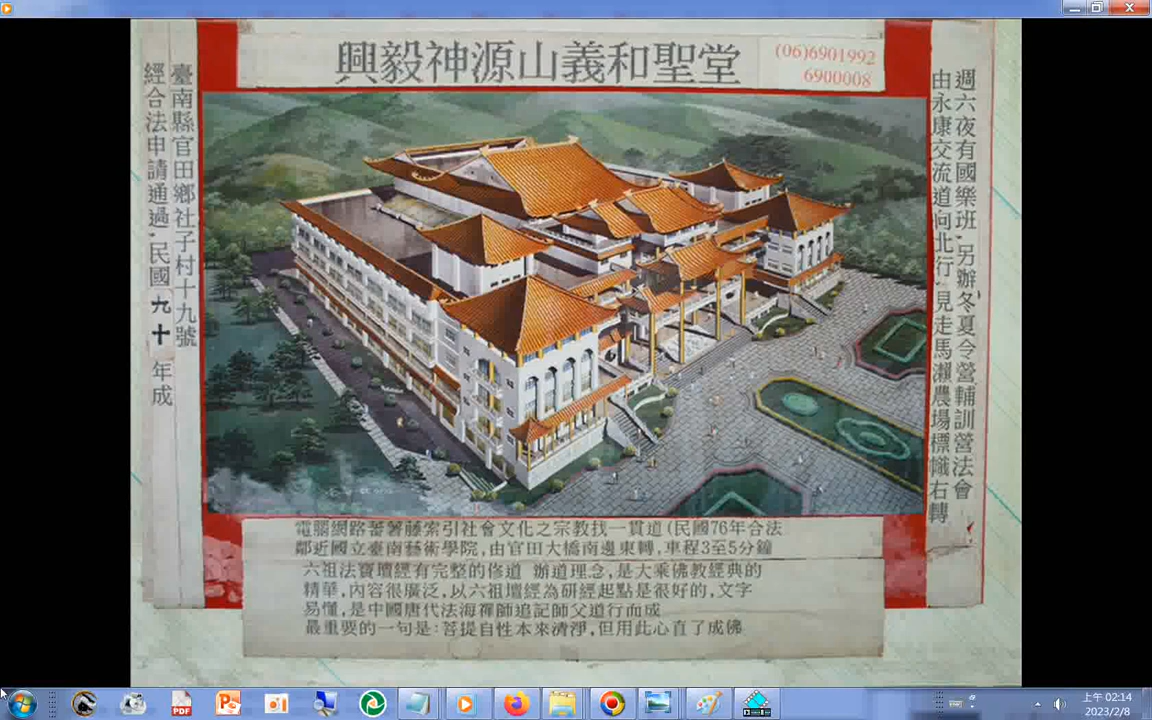 興毅神源山義和聖堂
(06)6901992
6900008
週六夜有國樂班.另辦冬夏令營輔訓營法會
由永康交流道向北行,見走馬瀨農場標幟右轉
臺南縣官田鄉社子村十九號
經合法申請通過.民國九十年成
電腦網路蕃薯藤索引社會文化之宗教找一貫道(民國76年合法
鄰近國立臺南藝術學院,由官田大橋南邊東轉,車程3至5分鐘
六祖法寶壇經有完整的修道 辦道理念,是大乘佛教經典的
精華,內容很廣泛,以六祖壇經為研經起點是很好的,文字
易懂,是中國唐代法海禪師追記師父道行而成
最重要的一句是:菩提自性本來清淨,但用此心直了成佛
上午 02:14
2023/2/8